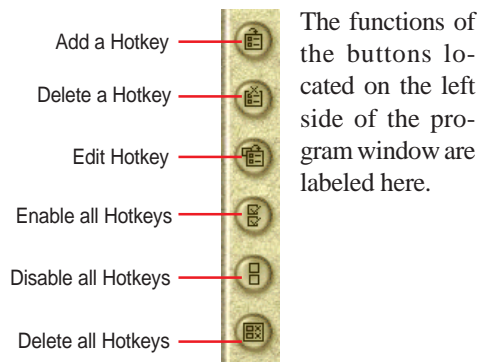 Add a Hotkey
Delete a Hotkey
Edit Hotkey
Enable all Hotkeys
Disable all Hotkeys
Delete all Hotkeys
The functions of
the buttons lo-
cated on the left
side of the pro-
gram window are
labeled here.